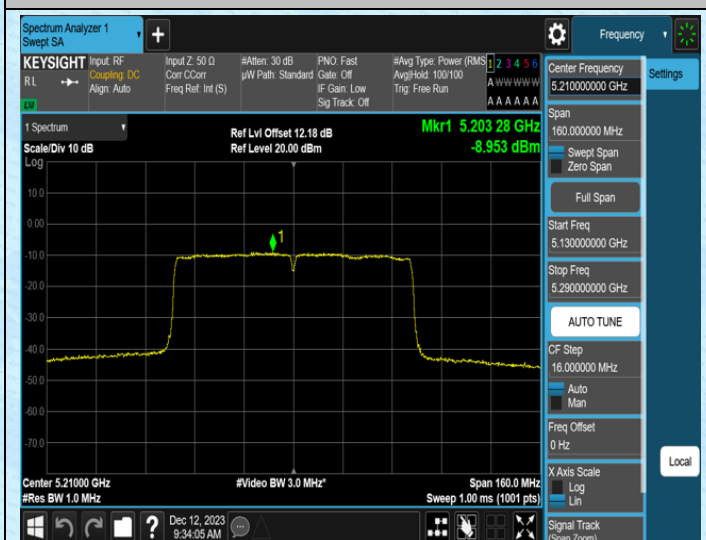 Spectrum Analyzer 1
Swept SA
+
Frequency
KEYSIGHT
RL
LXI
Input: RF
Coupling: DC
Align: Auto
Input Z: 50 Ω
Corr CCorr
Freq Ref: Int (S)
#Atten: 30 dB
µW Path: Standard
PNO: Fast
Gate: Off
IF Gain: Low
Sig Track: Off
#Avg Type: Power (RMS
Avg|Hold: 100/100
Trig: Free Run
1 2 3 4 5 6
A W W W W W
A A A A A A
1 Spectrum
Scale/Div 10 dB
Log
Ref Lvl Offset 12.18 dB
Ref Level 20.00 dBm
Mkr1 5.203 28 GHz
-8.953 dBm
10.0
0.00
-10.0
-20.0
-30.0
-40.0
-50.0
-60.0
-70.0
1
Center 5.21000 GHz
#Res BW 1.0 MHz
#Video BW 3.0 MHz*
Span 160.0 MHz
Sweep 1.00 ms (1001 pts)
Center Frequency
5.210000000 GHz
Span
160.000000 MHz
Swept Span
Zero Span
Full Span
Start Freq
5.130000000 GHz
Stop Freq
5.290000000 GHz
AUTO TUNE
CF Step
16.000000 MHz
Auto
Man
Freq Offset
0 Hz
X Axis Scale
Log
Lin
Signal Track
(Span Zoom)
Settings
Local
?
Dec 12, 2023
9:34:05 AM